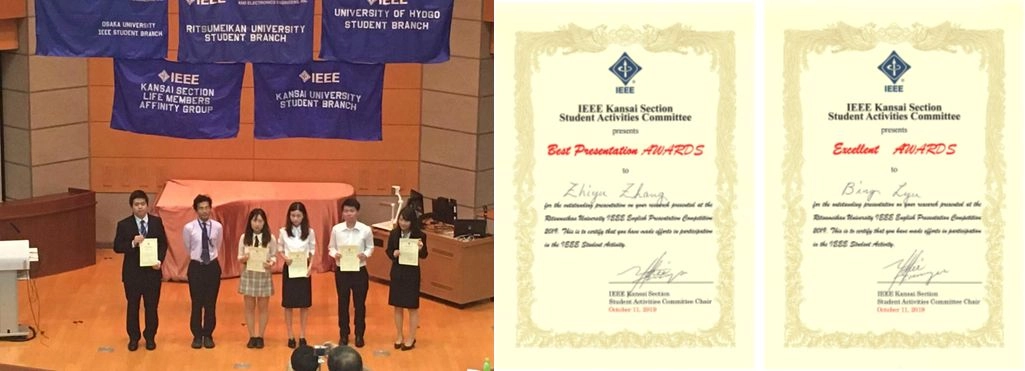 OSAKA UNIVERSITY
IEEE STUDENT BRANCH
IEEE
RITSUMEIKAN UNIVERSITY
STUDENT BRANCH
UNIVERSITY OF HYOGO
STUDENT BRANCH
IEEE
KANSAI SECTION
LIFE MEMBERS
AFFINITY GROUP
IEEE
KANSAI UNIVERSITY
STUDENT BRANCH
IEEE
IEEE Kansai Section
Student Activities Committee
presents
Best Presentation AWARDS
to
Zhiyu Zhang
for the outstanding presentation on your research presented at the
Ritsumeikan University IEEE English Presentation Competition
2019. This is to certify that you have made efforts in participation
in the IEEE Student Activity.
IEEE Kansai Section
Student Activities Committee Chair
October 11, 2019
IEEE
IEEE Kansai Section
Student Activities Committee
presents
Excellent AWARDS
to
Bing Lyu
for the outstanding presentation on your research presented at the
Ritsumeikan University IEEE English Presentation Competition
2019. This is to certify that you have made efforts in participation
in the IEEE Student Activity.
IEEE Kansai Section
Student Activities Committee Chair
October 11, 2019